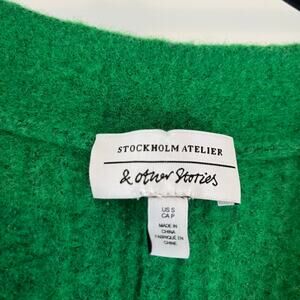 STOCKHOLM ATELIER
& other Stories
US S
CA P
MADE IN
CHINA
FABRIQUÉ EN
CHINE